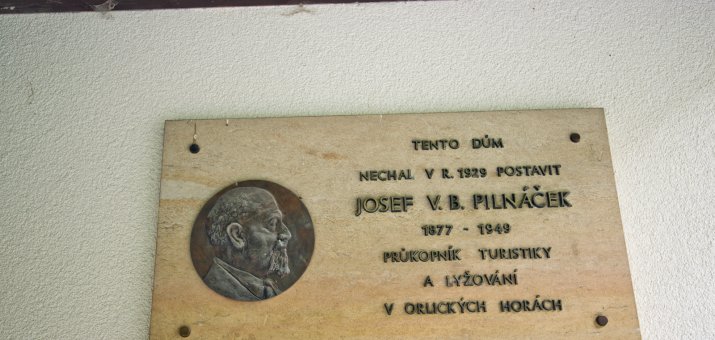 TENTO DŮM
NECHAL V R. 1929 POSTAVIT
JOSEF V. B. PILNÁČEK
1877 - 1949
PRŮKOPNÍK TURISTIKY
A LYŽOVÁNÍ
V ORLICKÝCH HORÁCH